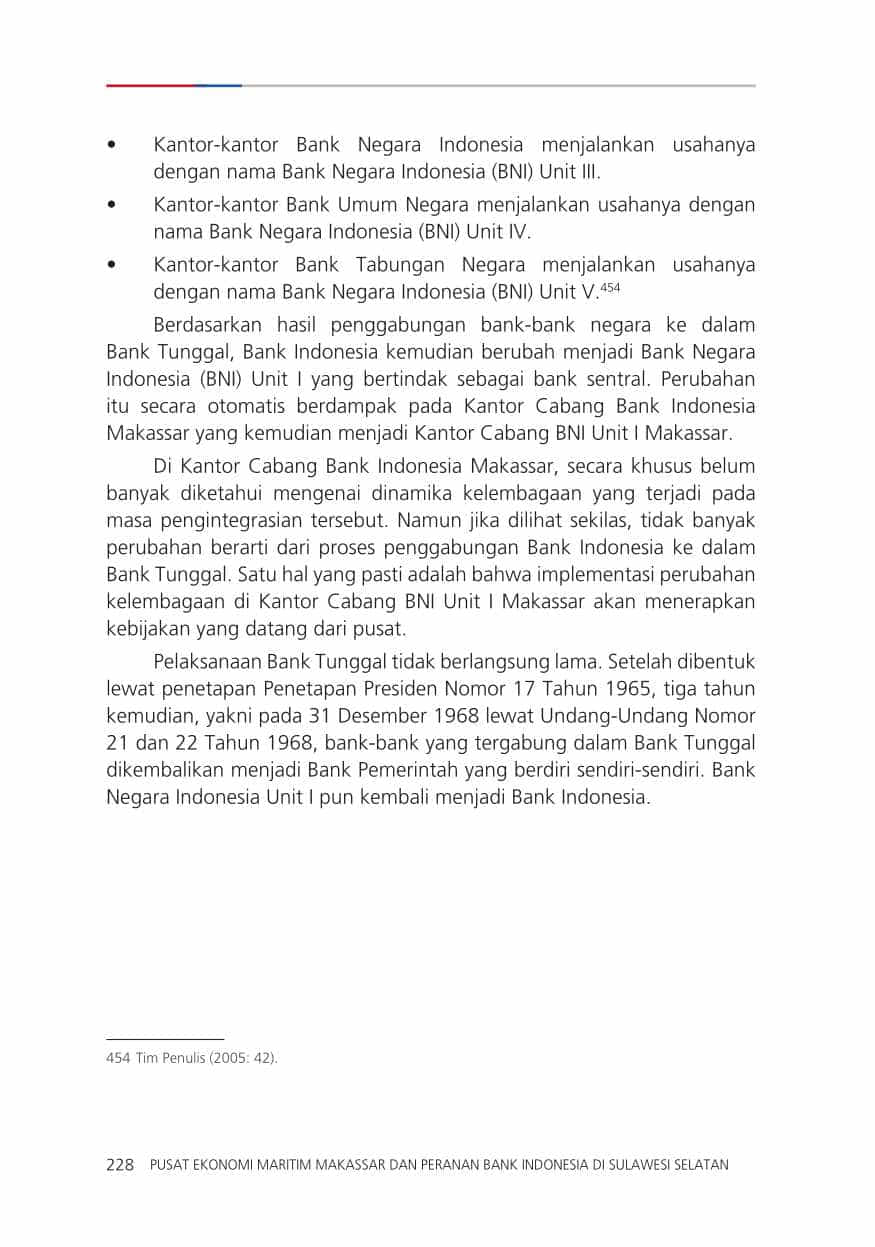 • Kantor-kantor Bank Negara Indonesia menjalankan usahanya
dengan nama Bank Negara Indonesia (BNI) Unit III.
• Kantor-kantor Bank Umum Negara menjalankan usahanya dengan
nama Bank Negara Indonesia (BNI) Unit IV.
• Kantor-kantor Bank Tabungan Negara menjalankan usahanya
dengan nama Bank Negara Indonesia (BNI) Unit V.454
Berdasarkan hasil penggabungan bank-bank negara ke dalam
Bank Tunggal, Bank Indonesia kemudian berubah menjadi Bank Negara
Indonesia (BNI) Unit I yang bertindak sebagai bank sentral. Perubahan
itu secara otomatis berdampak pada Kantor Cabang Bank Indonesia
Makassar yang kemudian menjadi Kantor Cabang BNI Unit I Makassar.
Di Kantor Cabang Bank Indonesia Makassar, secara khusus belum
banyak diketahui mengenai dinamika kelembagaan yang terjadi pada
masa pengintegrasian tersebut. Namun jika dilihat sekilas, tidak banyak
perubahan berarti dari proses penggabungan Bank Indonesia ke dalam
Bank Tunggal. Satu hal yang pasti adalah bahwa implementasi perubahan
kelembagaan di Kantor Cabang BNI Unit I Makassar akan menerapkan
kebijakan yang datang dari pusat.
Pelaksanaan Bank Tunggal tidak berlangsung lama. Setelah dibentuk
lewat penetapan Penetapan Presiden Nomor 17 Tahun 1965, tiga tahun
kemudian, yakni pada 31 Desember 1968 lewat Undang-Undang Nomor
21 dan 22 Tahun 1968, bank-bank yang tergabung dalam Bank Tunggal
dikembalikan menjadi Bank Pemerintah yang berdiri sendiri-sendiri. Bank
Negara Indonesia Unit I pun kembali menjadi Bank Indonesia.
454 Tim Penulis (2005: 42).
228 PUSAT EKONOMI MARITIM MAKASSAR DAN PERANAN BANK INDONESIA DI SULAWESI SELATAN